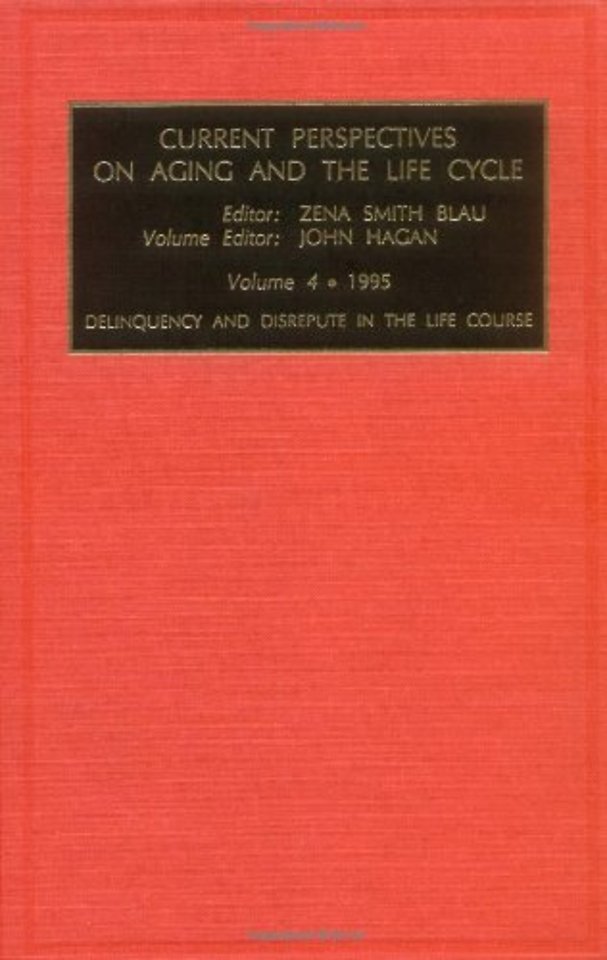 CURRENT PERSPECTIVES
ON AGING AND THE LIFE CYCLE
Editor: ZENA SMITH BLAU
Volume Editor: JOHN HAGAN
Volume 4 • 1995
DELINQUENCY AND DISREPUTE IN THE LIFE COURSE